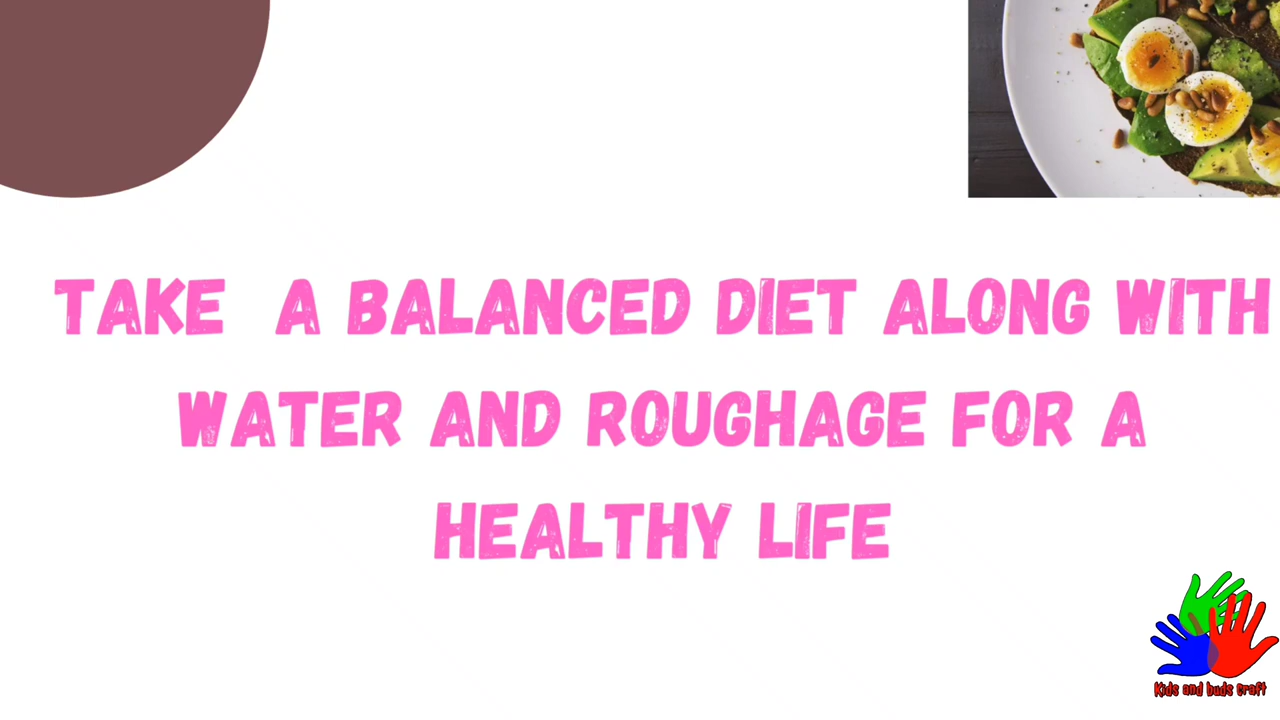 TAKE A BALANCED DIET ALONG WITH
WATER AND ROUGHAGE FOR A
HEALTHY LIFE
Kids and buds craft